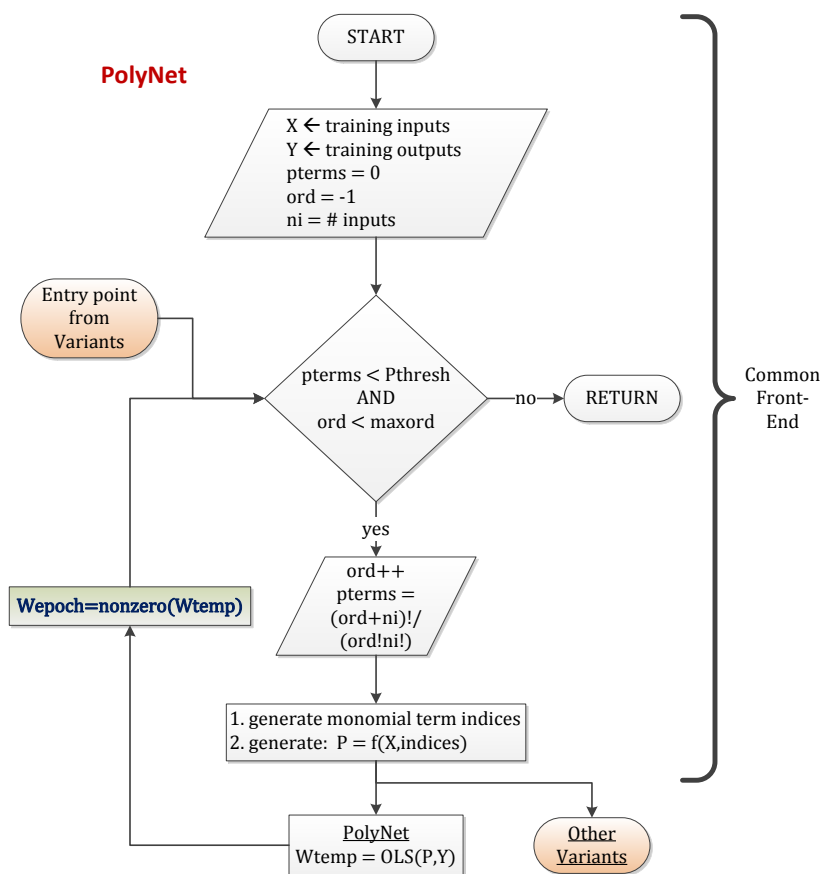 START
PolyNet
X ← training inputs
Y ← training outputs
pterms = 0
ord = -1
ni = # inputs
Entry point
from
Variants
pterms < Pthresh
AND
ord < maxord
no
RETURN
Common
Front-
End
yes
ord++
pterms =
(ord+ni)!/
(ord!ni!)
Wepoch=nonzero(Wtemp)
1. generate monomial term indices
2. generate: P = f(X,indices)
PolyNet
Wtemp = OLS(P,Y)
Other
Variants